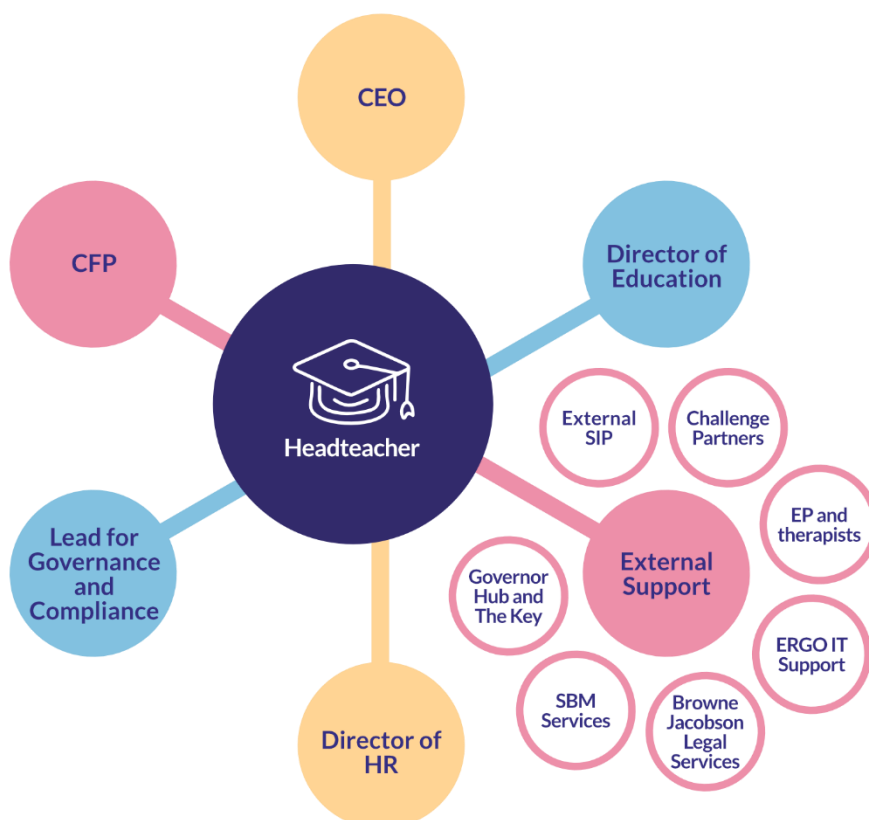 CEO
CFP
Director of
Education
Headteacher
External
SIP
Challenge
Partners
EP and
therapists
External
Support
Governor
Hub and
The Key
Lead for
Governance
and
Compliance
ERGO IT
Support
SBM
Services
Browne
Jacobson
Legal
Services
Director of
HR